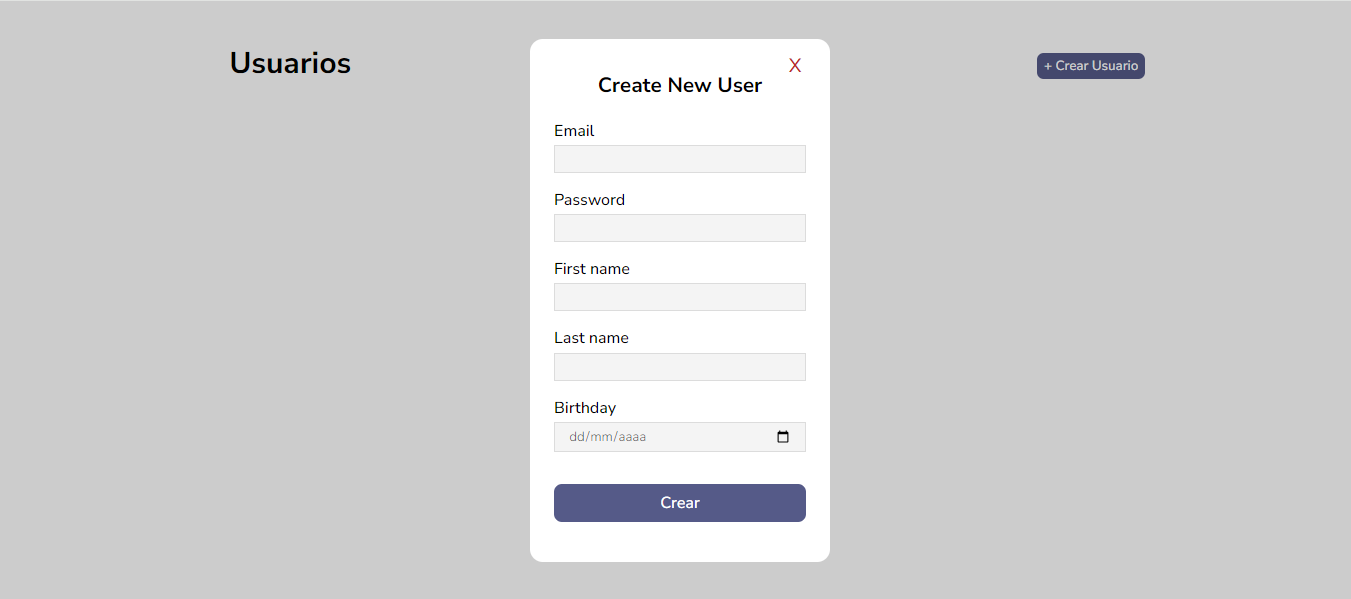 Usuarios
+ Crear Usuario
X
Create New User
Email
Password
First name
Last name
Birthday
dd/mm/aaaa
Crear